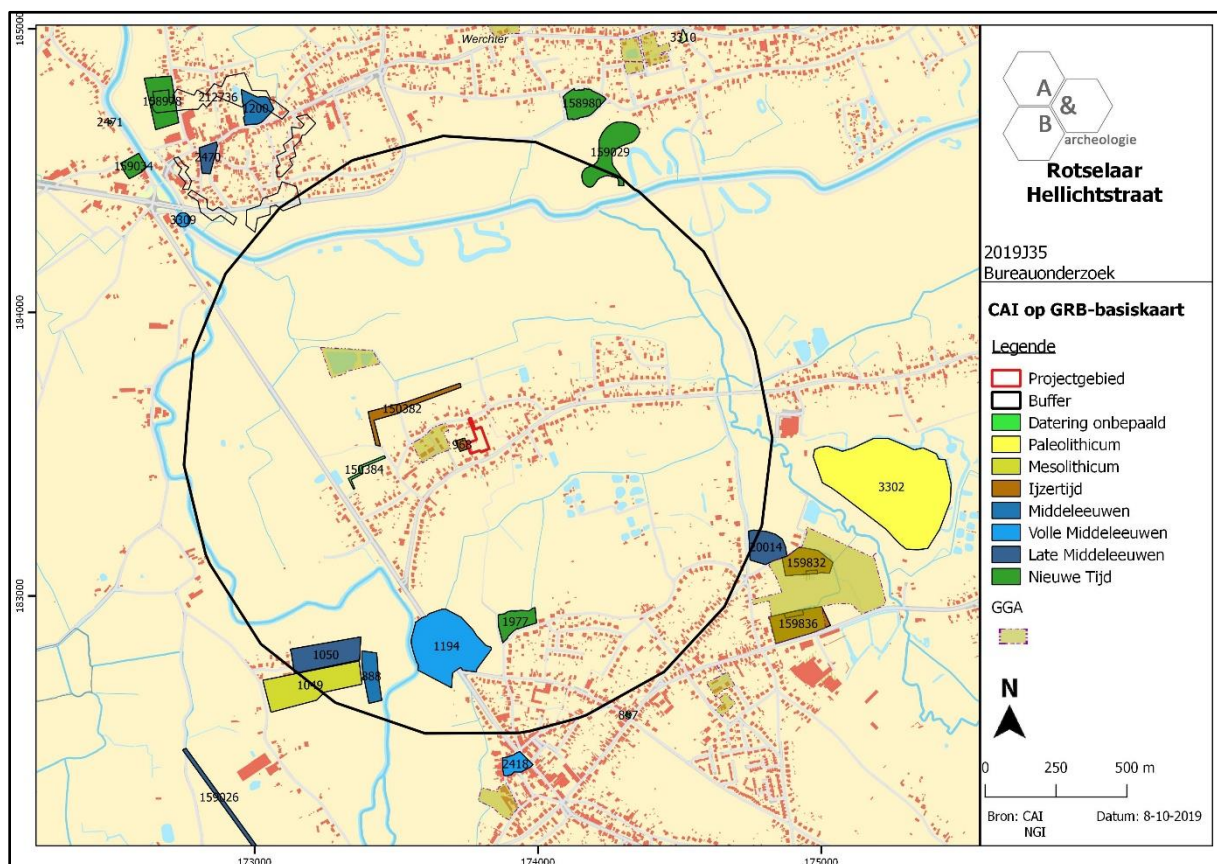 185000
184000
183000
173000
174000
175000
Werchter
3310
158978
212736
1200
2471
2470
159034
3309
158980
159029
150382
968
150384
3302
20014
159832
159836
1977
1194
1050
1049
888
897
2418
159026
A
&
B
archeologie
Rotselaar
Hellichtstraat
2019J35
Bureauonderzoek
CAI op GRB-basiskaart
Legende
Projectgebied
Buffer
Datering onbepaald
Paleolithicum
Mesolithicum
Ijzertijd
Middeleeuwen
Volle Middeleeuwen
Late Middeleeuwen
Nieuwe Tijd
GGA
N
0 250 500 m
Bron: CAI Datum: 8-10-2019
NGI